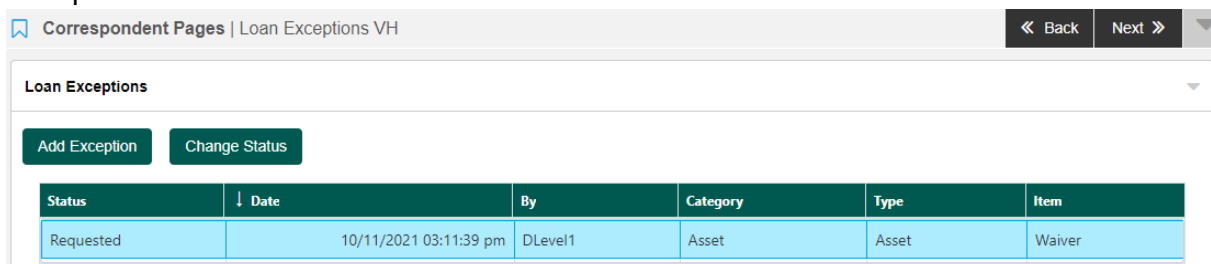 Correspondent Pages | Loan Exceptions VH
« Back Next »
Loan Exceptions
Add Exception Change Status
Status ↓ Date By Category Type Item
Requested 10/11/2021 03:11:39 pm DLevel1 Asset Asset Waiver